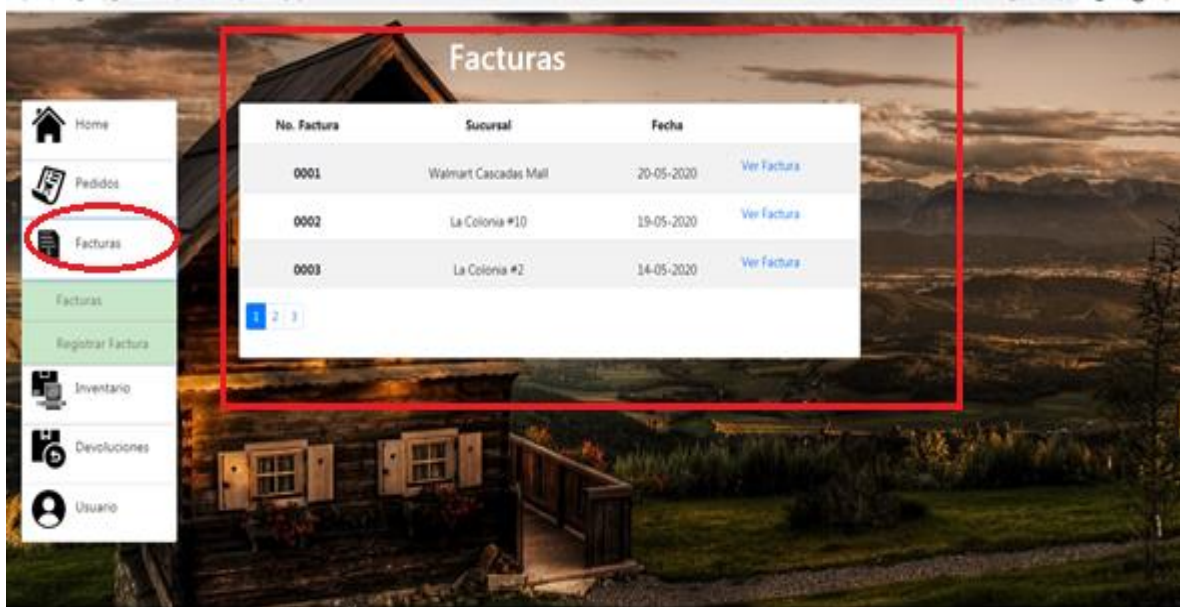 Facturas
Home
Pedidos
Facturas
Facturas
Registrar Factura
Inventario
Devoluciones
Usuario
No. Factura Sucursal Fecha
0001 Walmart Cascadas Mall 20-05-2020 Ver Factura
0002 La Colonia #10 19-05-2020 Ver Factura
0003 La Colonia #2 14-05-2020 Ver Factura
1 2 3